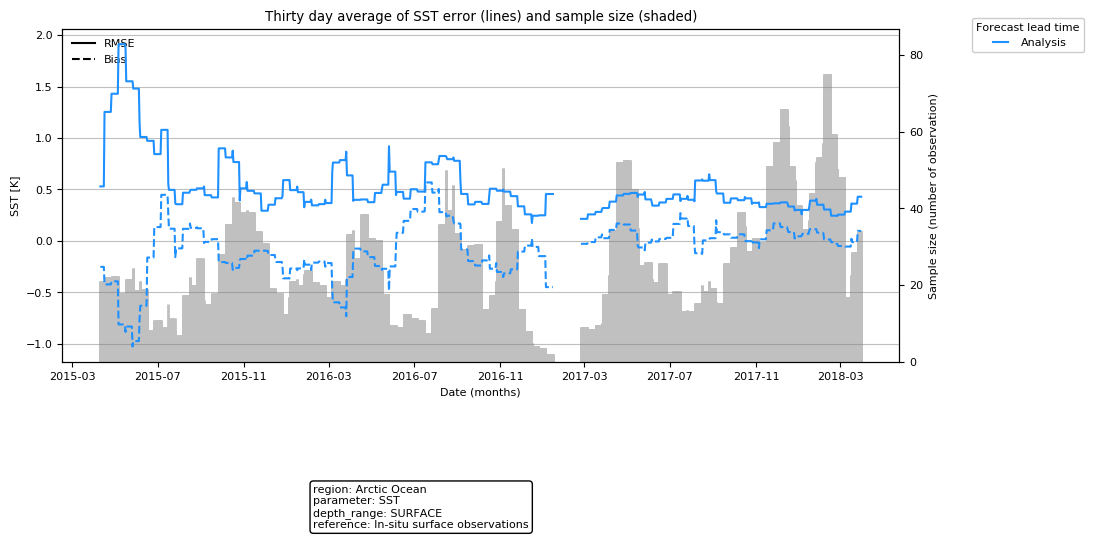 Thirty day average of SST error (lines) and sample size (shaded)
Forecast lead time
Analysis
RMSE
Bias
SST [K]
2.0
1.5
1.0
0.5
0.0
−0.5
−1.0
80
60
40
20
0
Sample size (number of observation)
2015-03 2015-07 2015-11 2016-03 2016-07 2016-11 2017-03 2017-07 2017-11 2018-03
Date (months)
region: Arctic Ocean
parameter: SST
depth_range: SURFACE
reference: In-situ surface observations